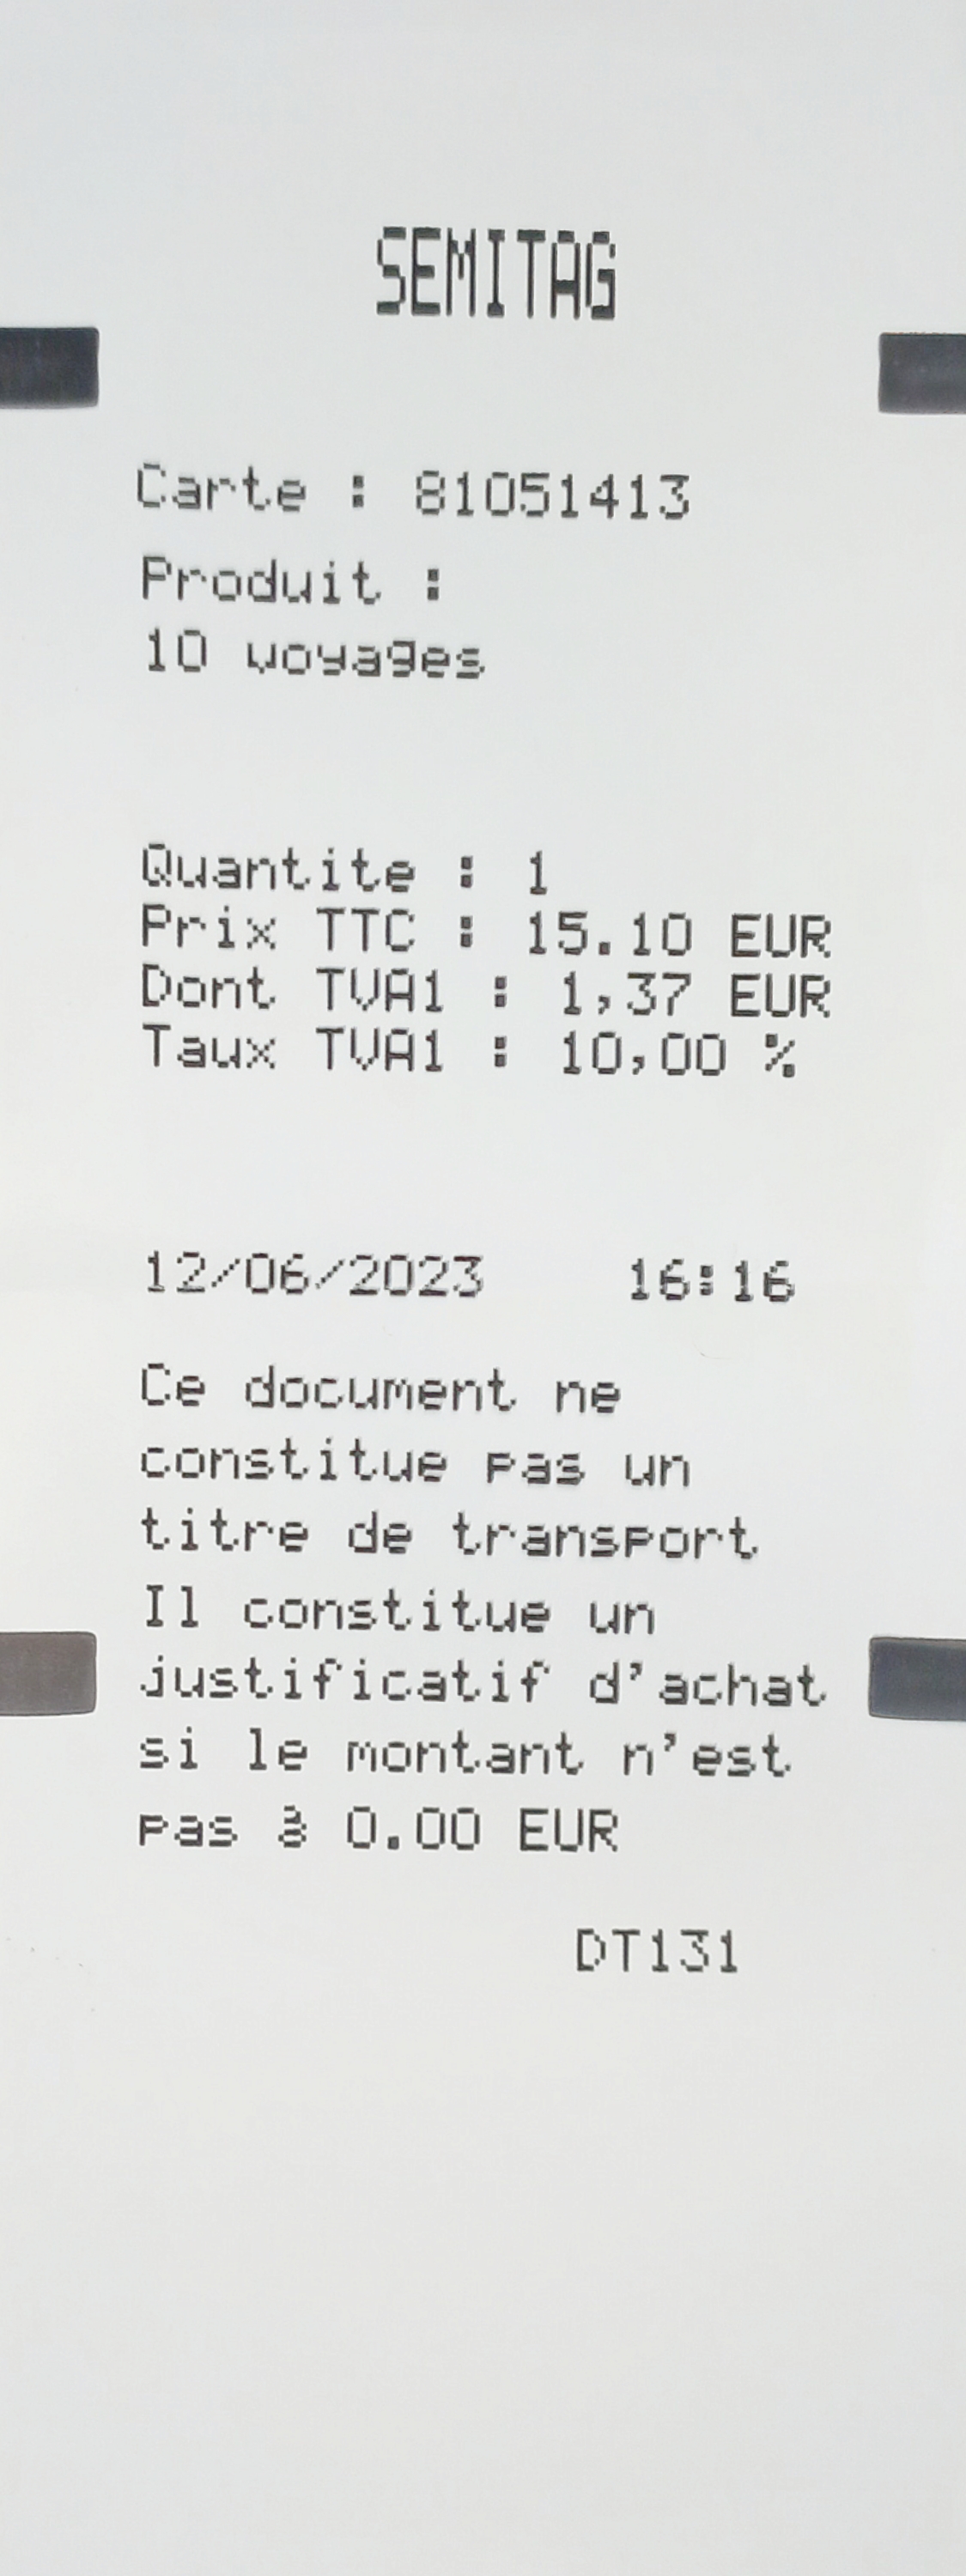 SEMITAG
Carte : 81051413
Produit :
10 voyages
Quantite : 1
Prix TTC : 15.10 EUR
Dont TVA1 : 1,37 EUR
Taux TVA1 : 10,00 %
12/06/2023 16:16
Ce document ne
constitue pas un
titre de transport
Il constitue un
justificatif d'achat
si le montant n'est
pas à 0.00 EUR
DT131